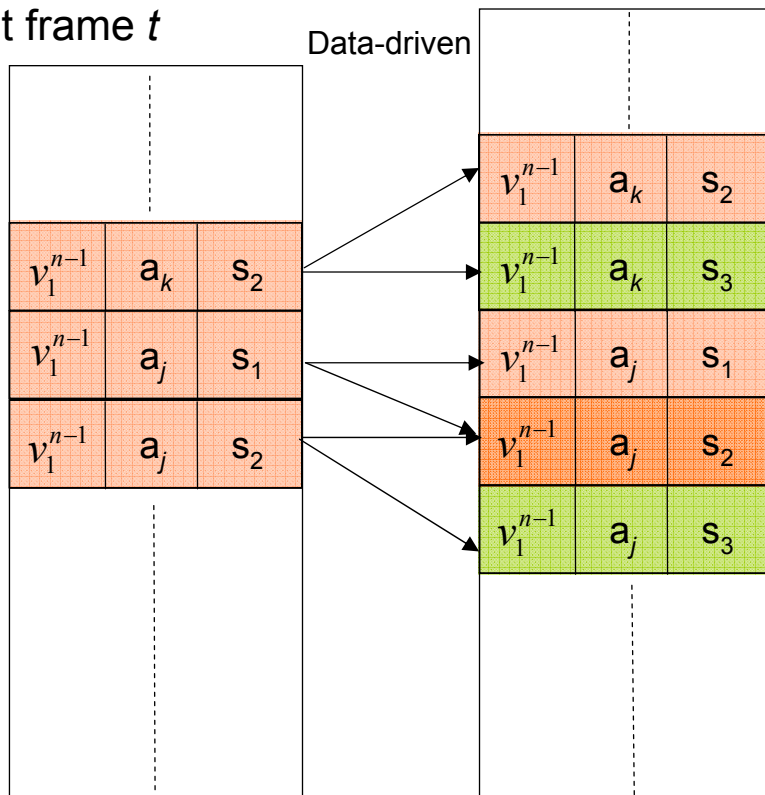 t frame t
Data-driven
v₁ⁿ⁻¹ aₖ s₂
v₁ⁿ⁻¹ aⱼ s₁
v₁ⁿ⁻¹ aⱼ s₂
v₁ⁿ⁻¹ aₖ s₂
v₁ⁿ⁻¹ aₖ s₃
v₁ⁿ⁻¹ aⱼ s₁
v₁ⁿ⁻¹ aⱼ s₂
v₁ⁿ⁻¹ aⱼ s₃